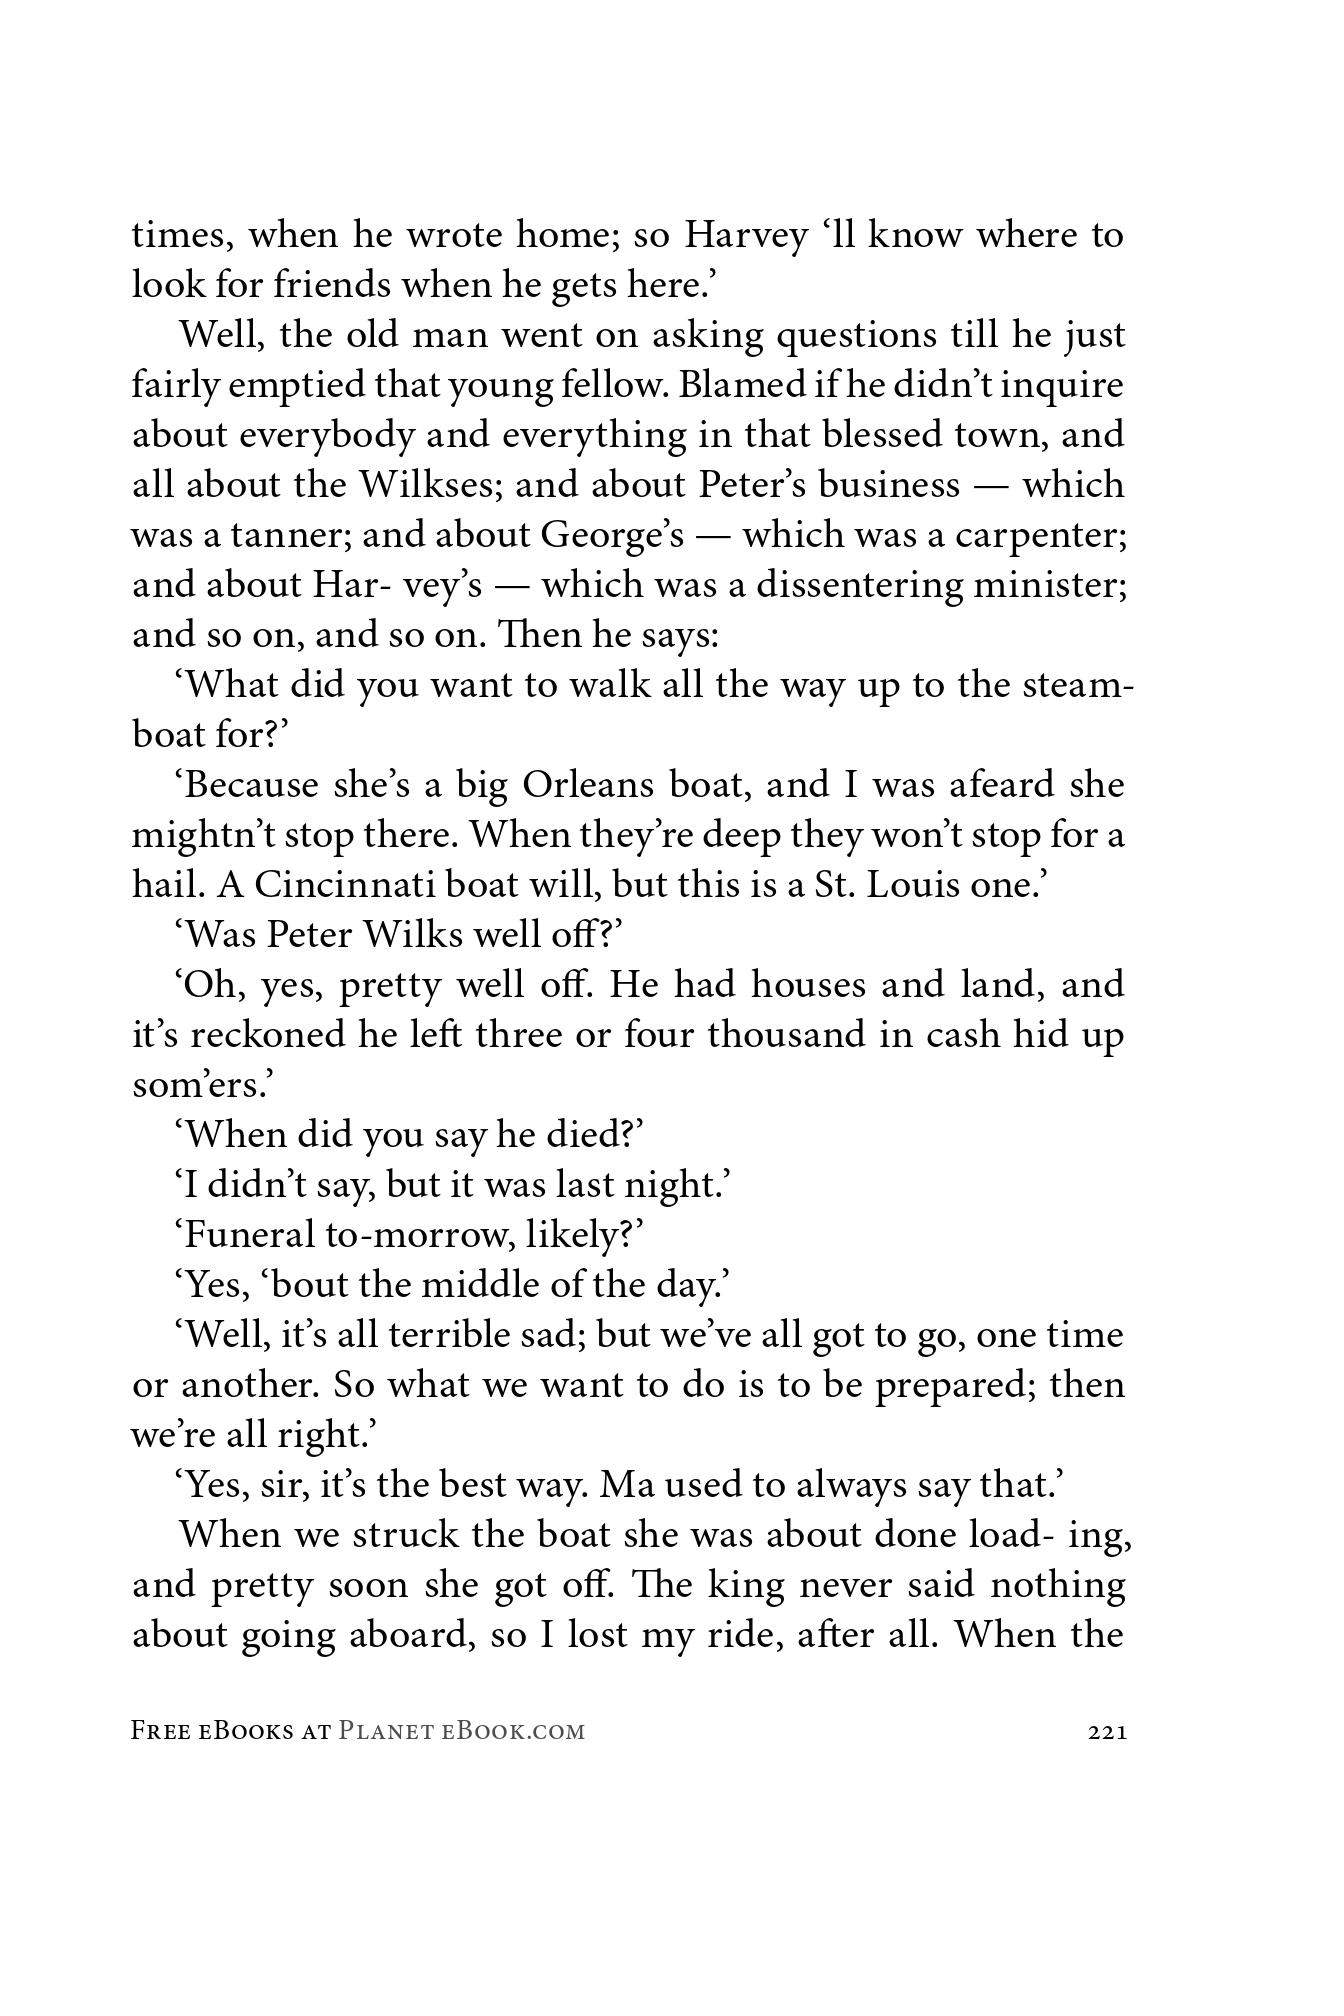 times, when he wrote home; so Harvey ‘ll know where to
look for friends when he gets here.’
Well, the old man went on asking questions till he just
fairly emptied that young fellow. Blamed if he didn’t inquire
about everybody and everything in that blessed town, and
all about the Wilkses; and about Peter’s business — which
was a tanner; and about George’s — which was a carpenter;
and about Har- vey’s — which was a dissentering minister;
and so on, and so on. Then he says:
‘What did you want to walk all the way up to the steam-
boat for?’
‘Because she’s a big Orleans boat, and I was afeard she
mightn’t stop there. When they’re deep they won’t stop for a
hail. A Cincinnati boat will, but this is a St. Louis one.’
‘Was Peter Wilks well off?’
‘Oh, yes, pretty well off. He had houses and land, and
it’s reckoned he left three or four thousand in cash hid up
som’ers.’
‘When did you say he died?’
‘I didn’t say, but it was last night.’
‘Funeral to-morrow, likely?’
‘Yes, ‘bout the middle of the day.’
‘Well, it’s all terrible sad; but we’ve all got to go, one time
or another. So what we want to do is to be prepared; then
we’re all right.’
‘Yes, sir, it’s the best way. Ma used to always say that.’
When we struck the boat she was about done load- ing,
and pretty soon she got off. The king never said nothing
about going aboard, so I lost my ride, after all. When the
Free eBooks at Planet eBook.com 221